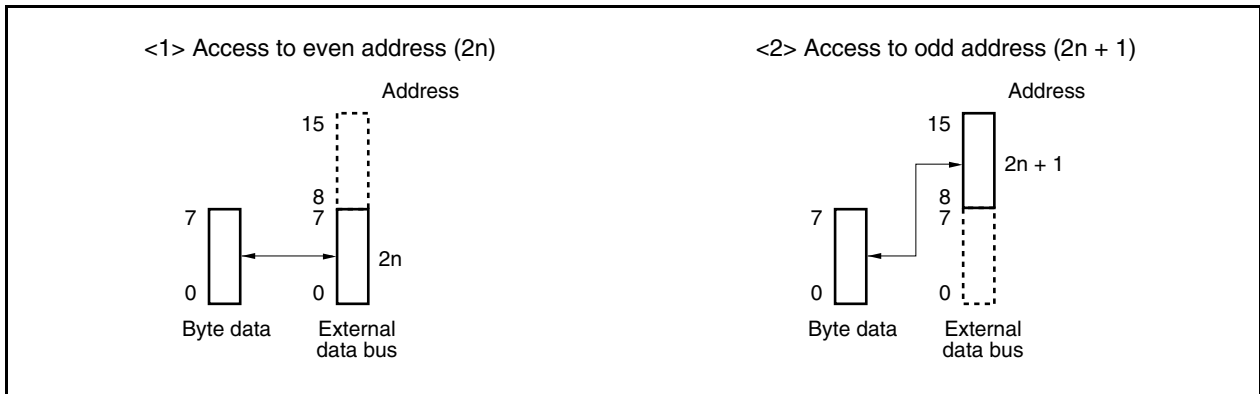 <1> Access to even address (2n)
Address
15
8
7
7
2n
0
0
Byte data
External
data bus
<2> Access to odd address (2n + 1)
Address
15
2n + 1
8
7
7
0
0
Byte data
External
data bus